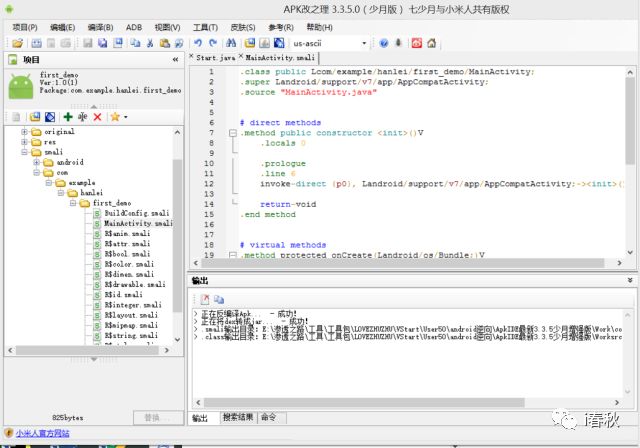 APK改之理 3.3.5.0（少月版） 七少月与小米人共有版权
项目(P) 编辑(E) 编译(B) ADB 视图(V) 工具(T) 皮肤(S) 参考(R) 帮助(H)
us-ascii
项目
first_demo
Ver:1.0(1)
Package:com.example.hanlei.first_demo
original
res
smali
android
com
example
hanlei
first_demo
BuildConfig.smali
MainActivity.smali
R$anim.smali
R$attr.smali
R$color.smali
R$dimen.smali
R$drawable.smali
R$id.smali
R$integer.smali
R$layout.smali
R$mipmap.smali
R$string.smali
825bytes
替换...
小米人官方网站
Start.java MainActivity.smali
1 .class public Lcom/example/hanlei/first_demo/MainActivity;
2 .super Landroid/support/v7/app/AppCompatActivity;
3 .source "MainActivity.java"
4
5
6 # direct methods
7 .method public constructor <init>()V
8 .locals 0
9
10 .prologue
11 .line 6
12 invoke-direct {p0}, Landroid/support/v7/app/AppCompatActivity;-><init>()
13
14 return-void
15 .end method
16
17
18 # virtual methods
19 .method protected onCreate(Landroid/os/Bundle;)V
输出
> 正在反编译Apk... - 成功!
> 正在将dex转成jar... - 成功!
> .smali输出目录: E:\渗透之路\工具\工具包\LOVEZHUZHU\VStart\User50\android逆向\ApkIDE最新3.3.5少月增强版\Work\co
> .class输出目录: E:\渗透之路\工具\工具包\LOVEZHUZHU\VStart\User50\android逆向\ApkIDE最新3.3.5少月增强版\Worksrc
输出 搜索结果 命令
i春秋